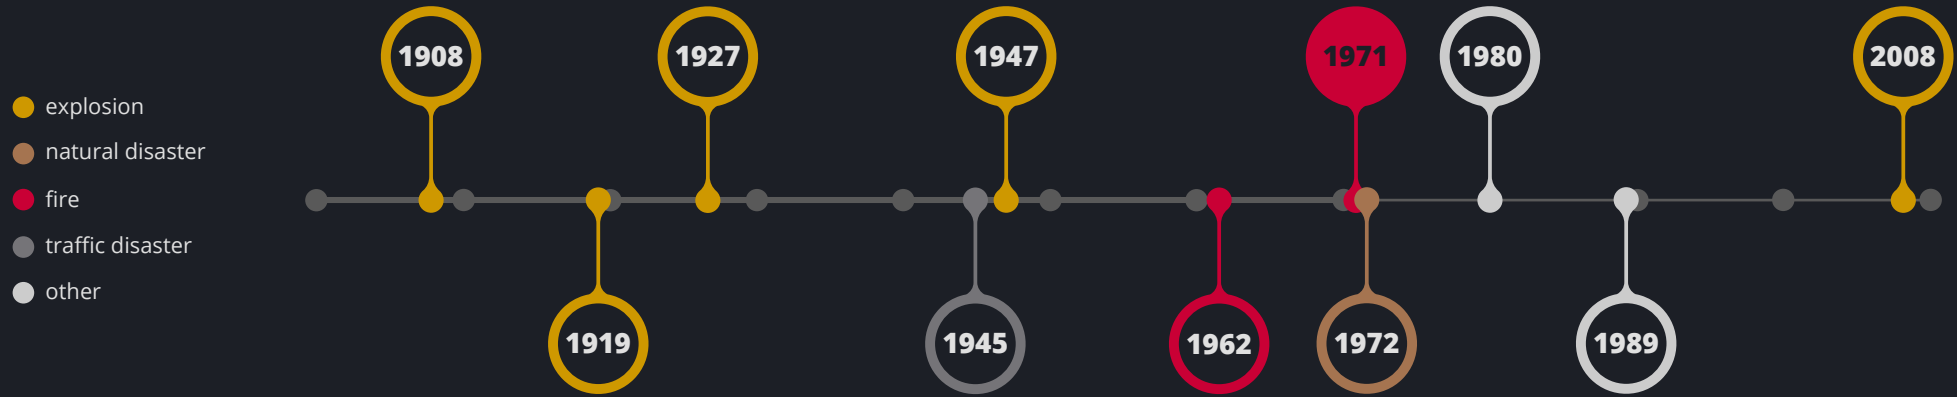 1908
1927
1947
1971
1980
2008
explosion
natural disaster
fire
traffic disaster
other
1919
1945
1962
1972
1989